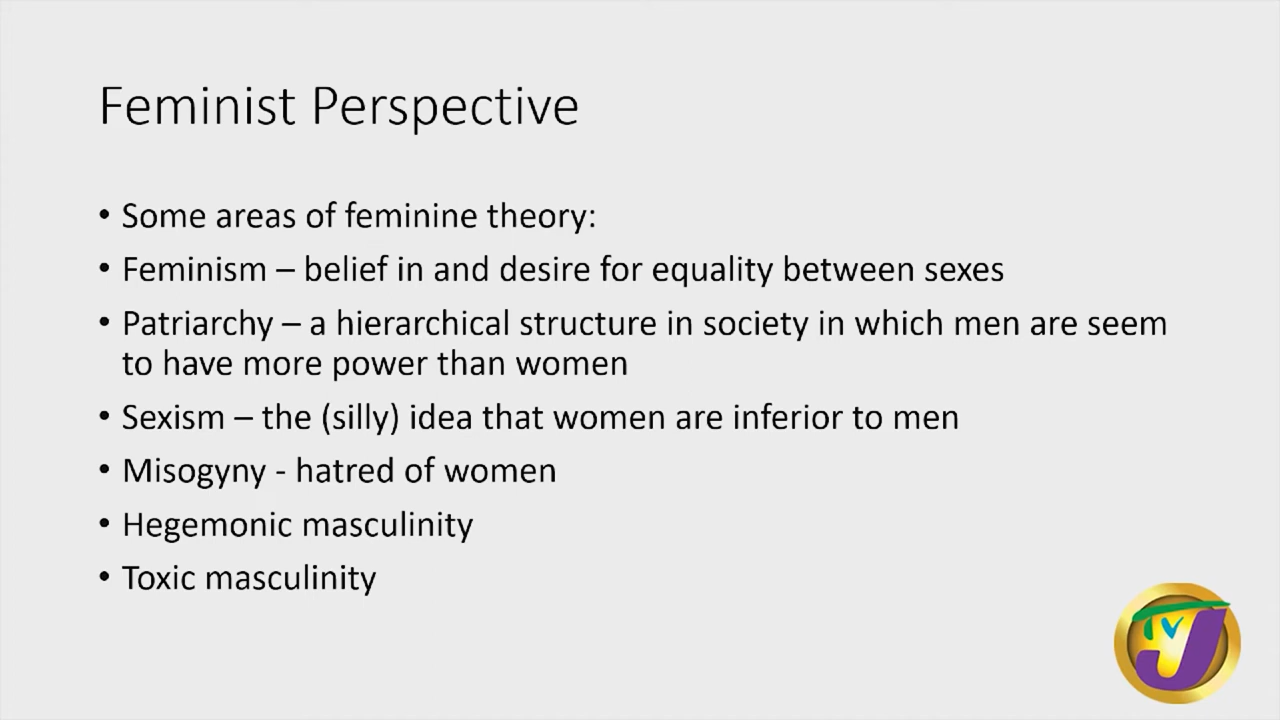 Feminist Perspective
• Some areas of feminine theory:
• Feminism – belief in and desire for equality between sexes
• Patriarchy – a hierarchical structure in society in which men are seem
to have more power than women
• Sexism – the (silly) idea that women are inferior to men
• Misogyny - hatred of women
• Hegemonic masculinity
• Toxic masculinity
TVJ